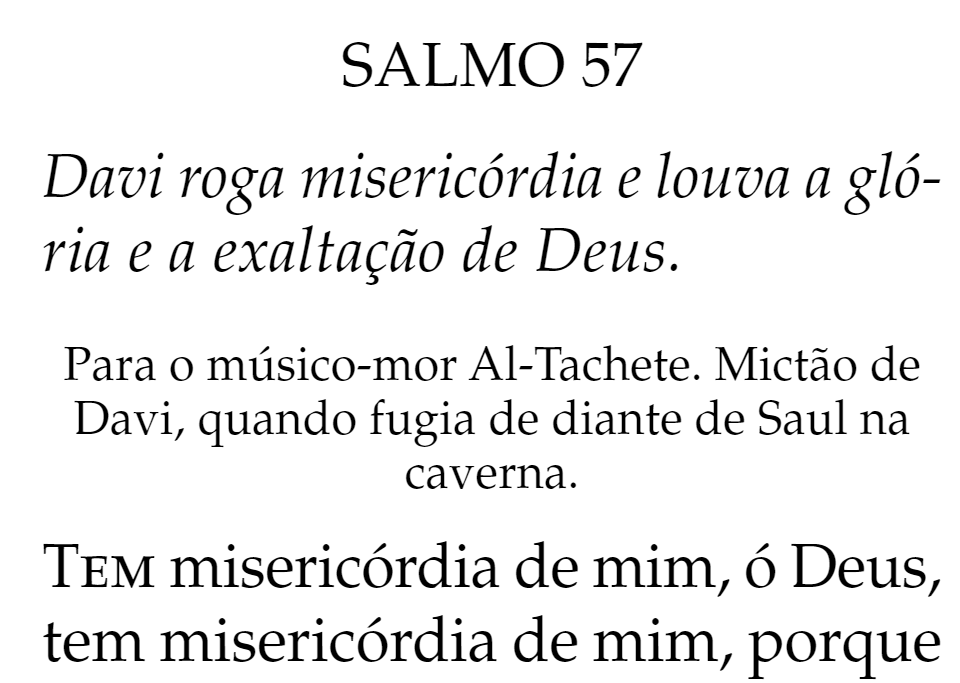 SALMO 57
Davi roga misericórdia e louva a gló-
ria e a exaltação de Deus.
Para o músico-mor Al-Tachete. Mictão de
Davi, quando fugia de diante de Saul na
caverna.
TEM misericórdia de mim, ó Deus,
tem misericórdia de mim, porque